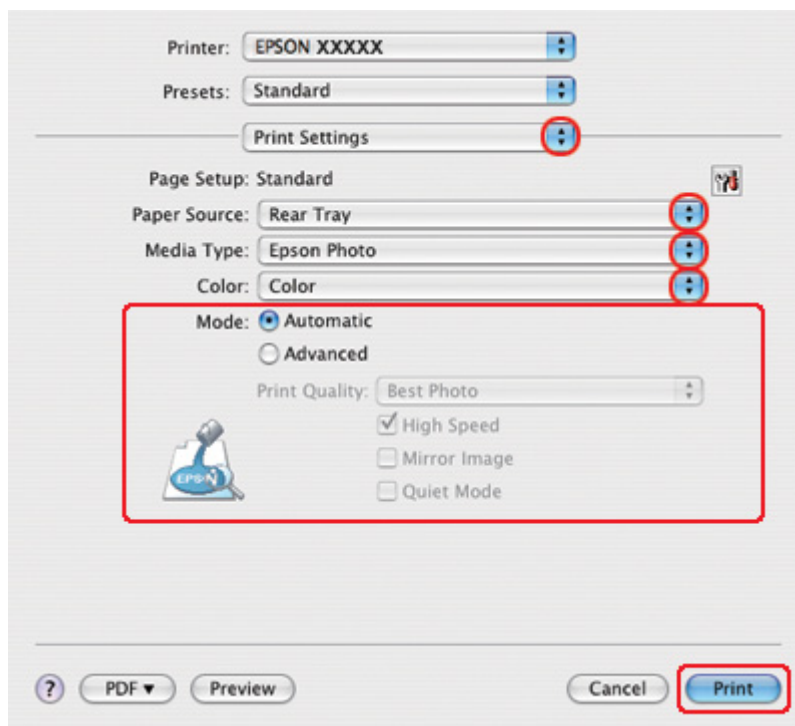 Printer: EPSON XXXXX
Presets: Standard
Print Settings
Page Setup: Standard
Paper Source: Rear Tray
Media Type: Epson Photo
Color: Color
Mode: Automatic
Advanced
Print Quality: Best Photo
High Speed
Mirror Image
Quiet Mode
EPSON
? PDF ▼ Preview Cancel Print